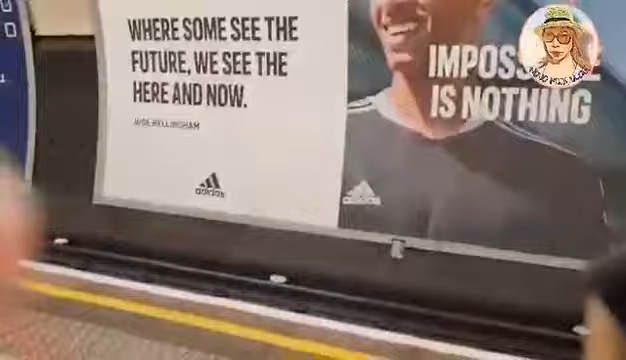 WHERE SOME SEE THE
FUTURE, WE SEE THE
HERE AND NOW.
JUDE BELLINGHAM
adidas
IMPOSS
IS NOTHING
adidas